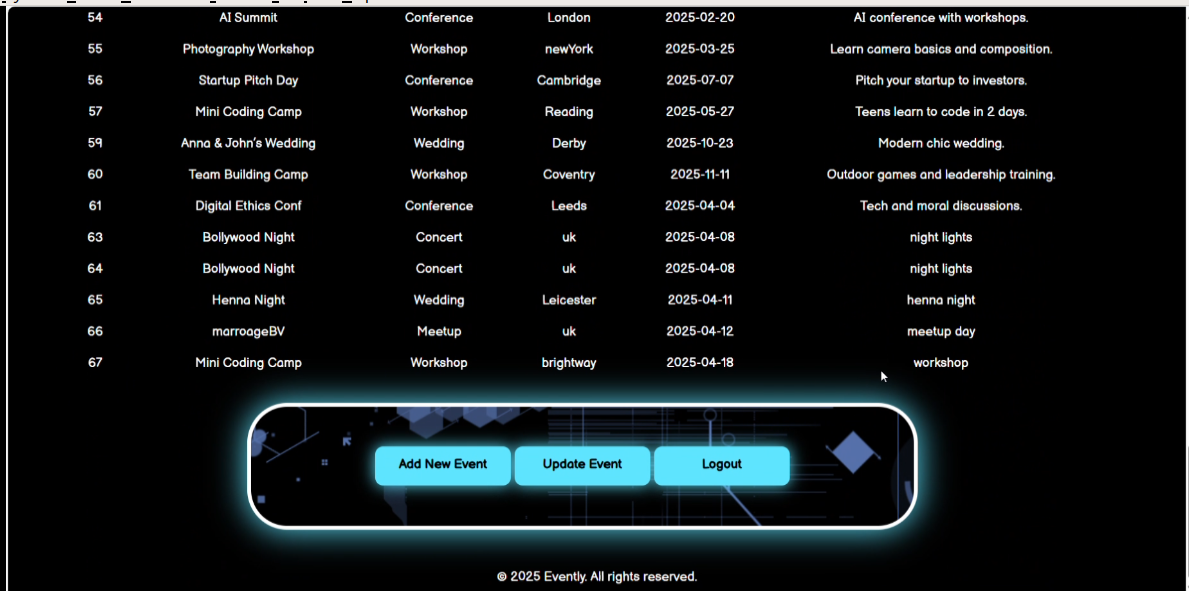 54 AI Summit Conference London 2025-02-20 AI conference with workshops.
55 Photography Workshop Workshop newYork 2025-03-25 Learn camera basics and composition.
56 Startup Pitch Day Conference Cambridge 2025-07-07 Pitch your startup to investors.
57 Mini Coding Camp Workshop Reading 2025-05-27 Teens learn to code in 2 days.
59 Anna & John's Wedding Wedding Derby 2025-10-23 Modern chic wedding.
60 Team Building Camp Workshop Coventry 2025-11-11 Outdoor games and leadership training.
61 Digital Ethics Conf Conference Leeds 2025-04-04 Tech and moral discussions.
63 Bollywood Night Concert uk 2025-04-08 night lights
64 Bollywood Night Concert uk 2025-04-08 night lights
65 Henna Night Wedding Leicester 2025-04-11 henna night
66 marroageBV Meetup uk 2025-04-12 meetup day
67 Mini Coding Camp Workshop brightway 2025-04-18 workshop
Add New Event Update Event Logout
© 2025 Evently. All rights reserved.